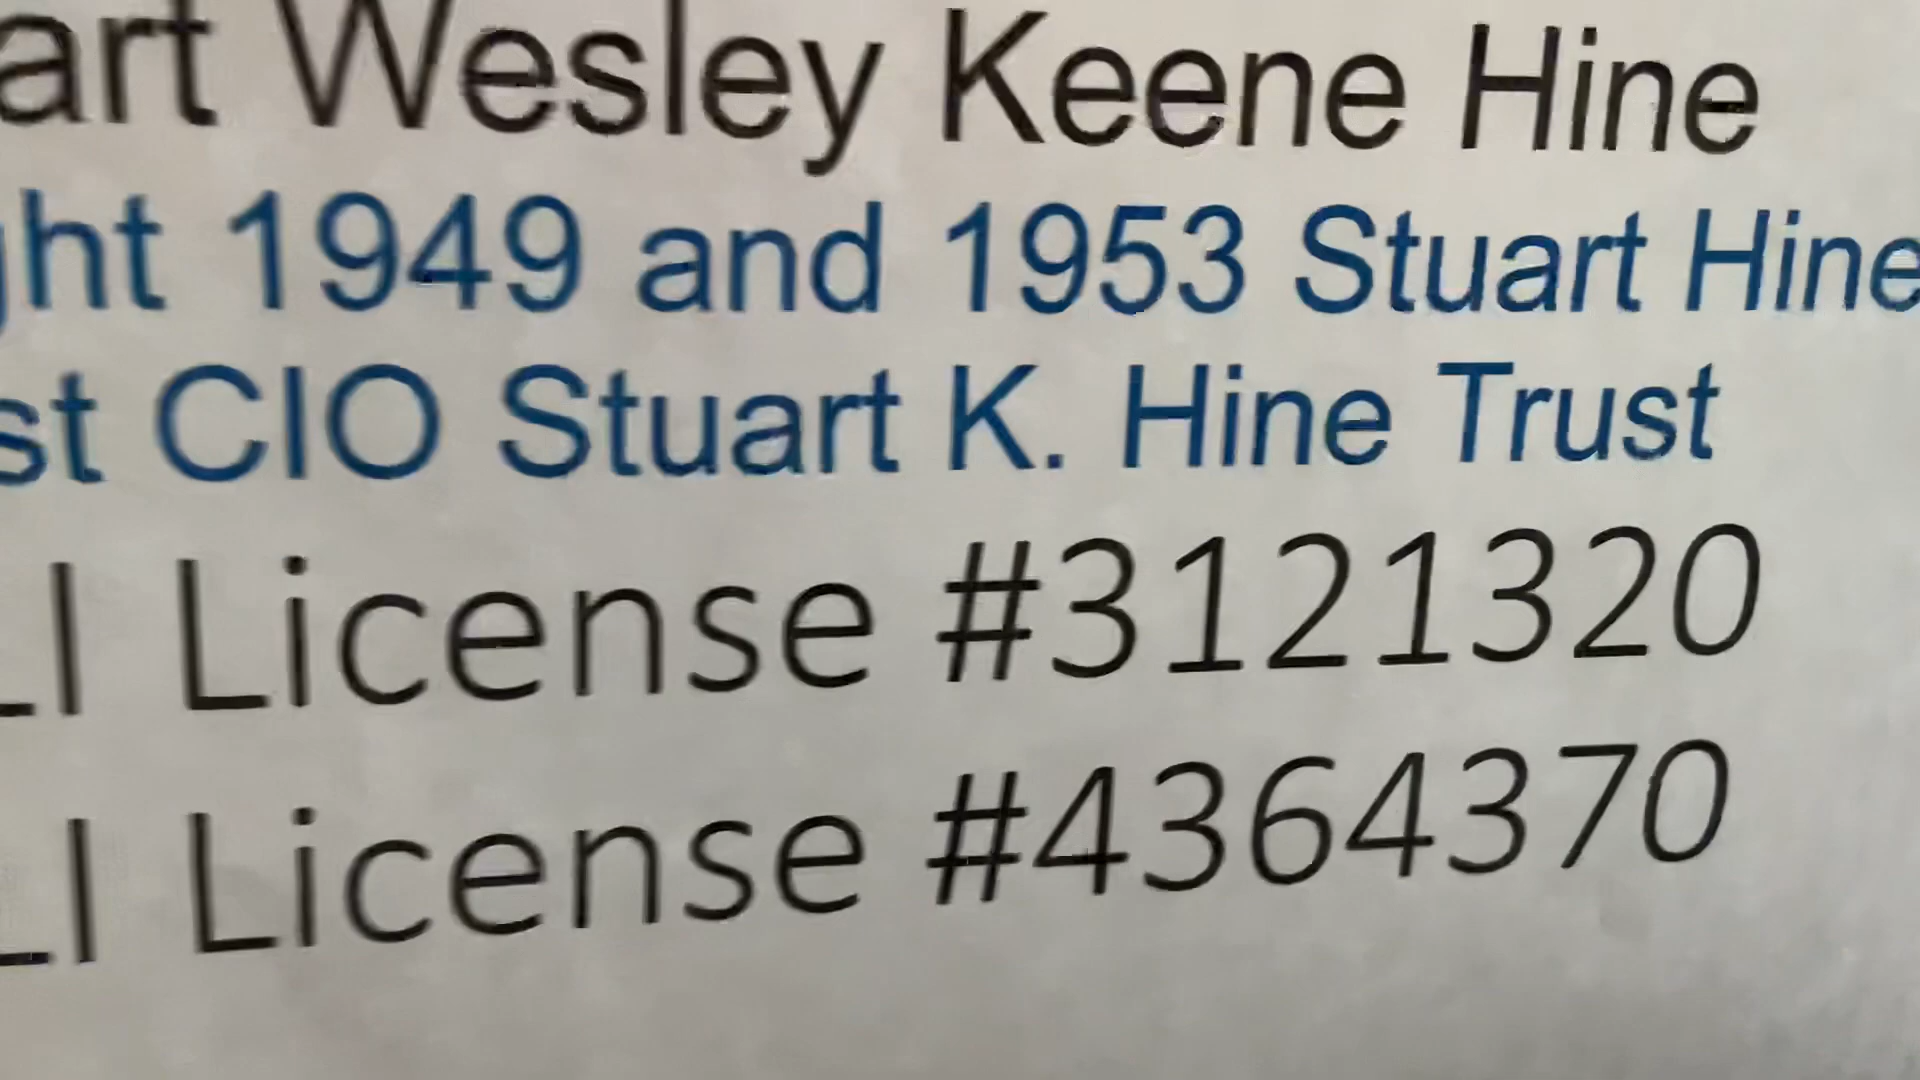 art Wesley Keene Hine
ght 1949 and 1953 Stuart Hine
st CIO Stuart K. Hine Trust
LI License #3121320
LI License #4364370